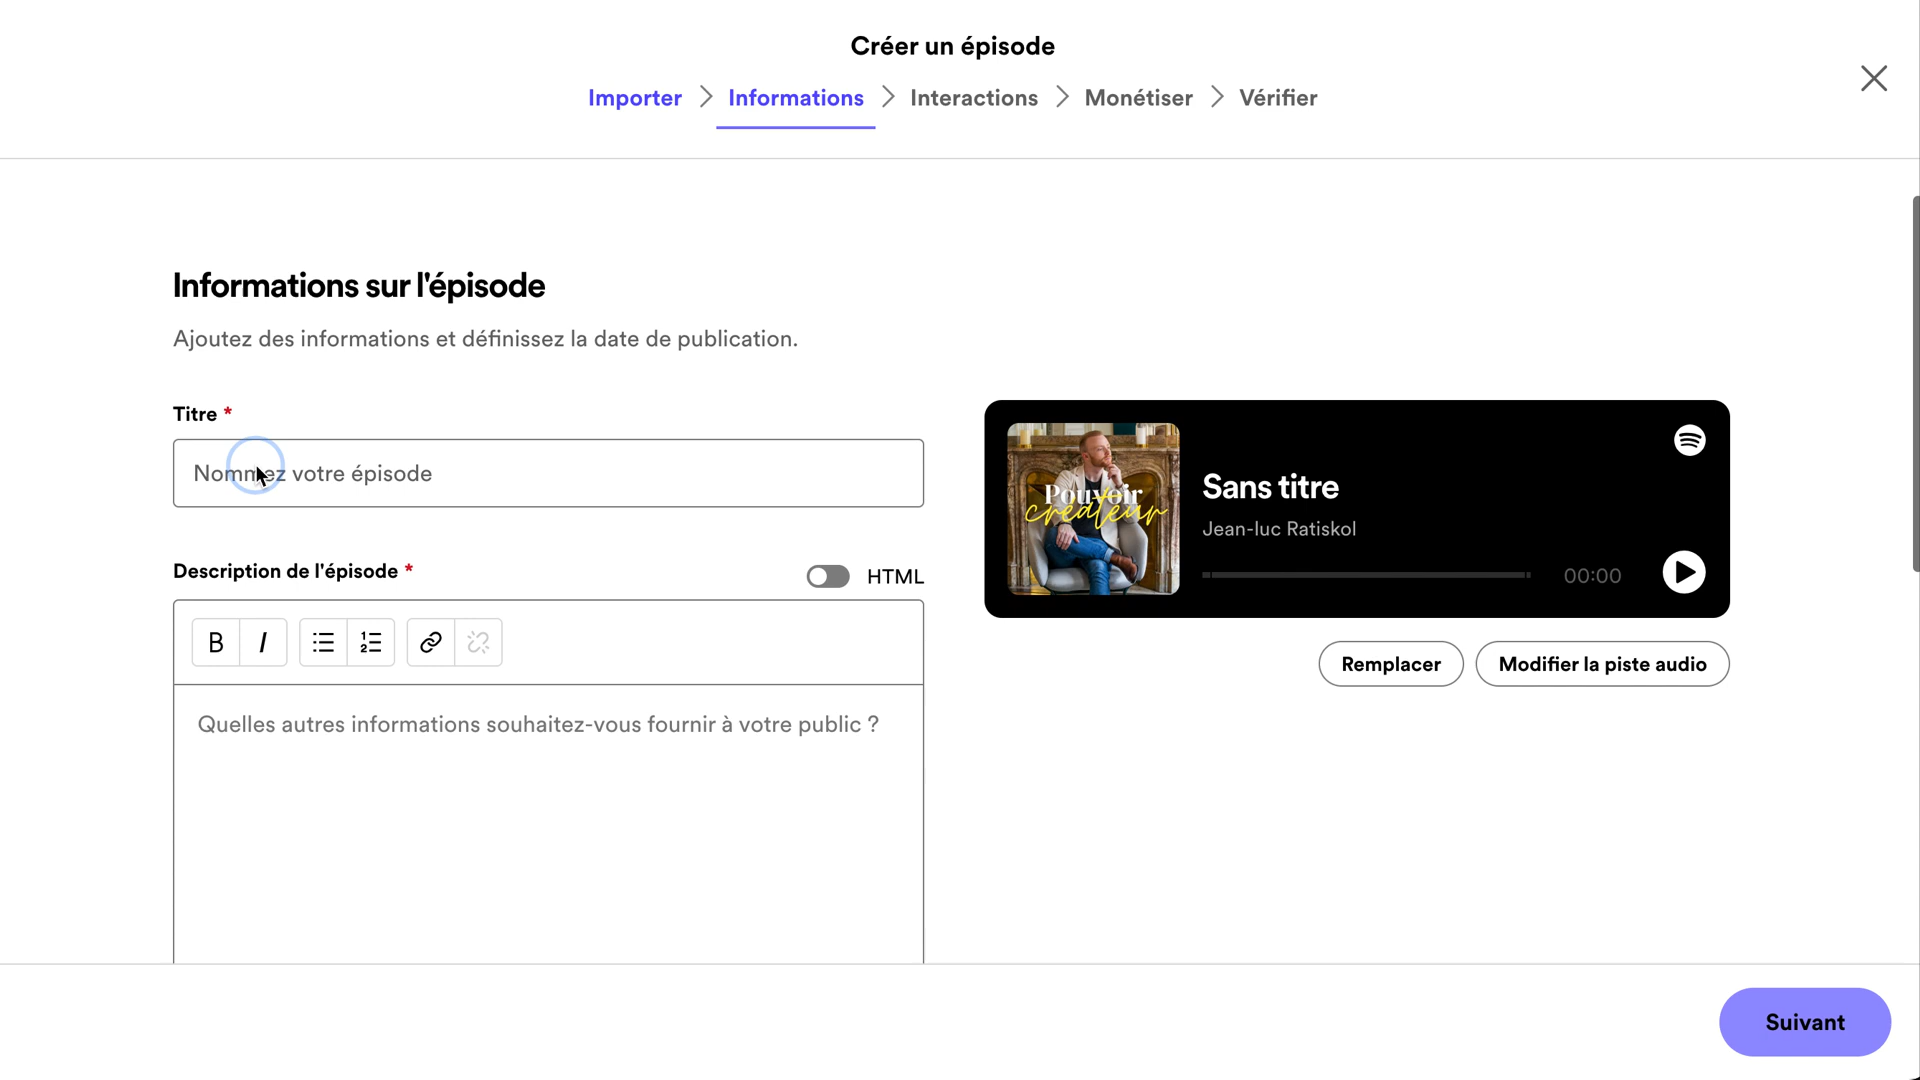 Créer un épisode
Importer
Informations
Interactions
Monétiser
Vérifier
Informations sur l'épisode
Ajoutez des informations et définissez la date de publication.
Titre *
Nommez votre épisode
Description de l'épisode *
HTML
B
I
Quelles autres informations souhaitez-vous fournir à votre public ?
Pouvoir
créateur
Sans titre
Jean-luc Ratiskol
00:00
Remplacer
Modifier la piste audio
Suivant